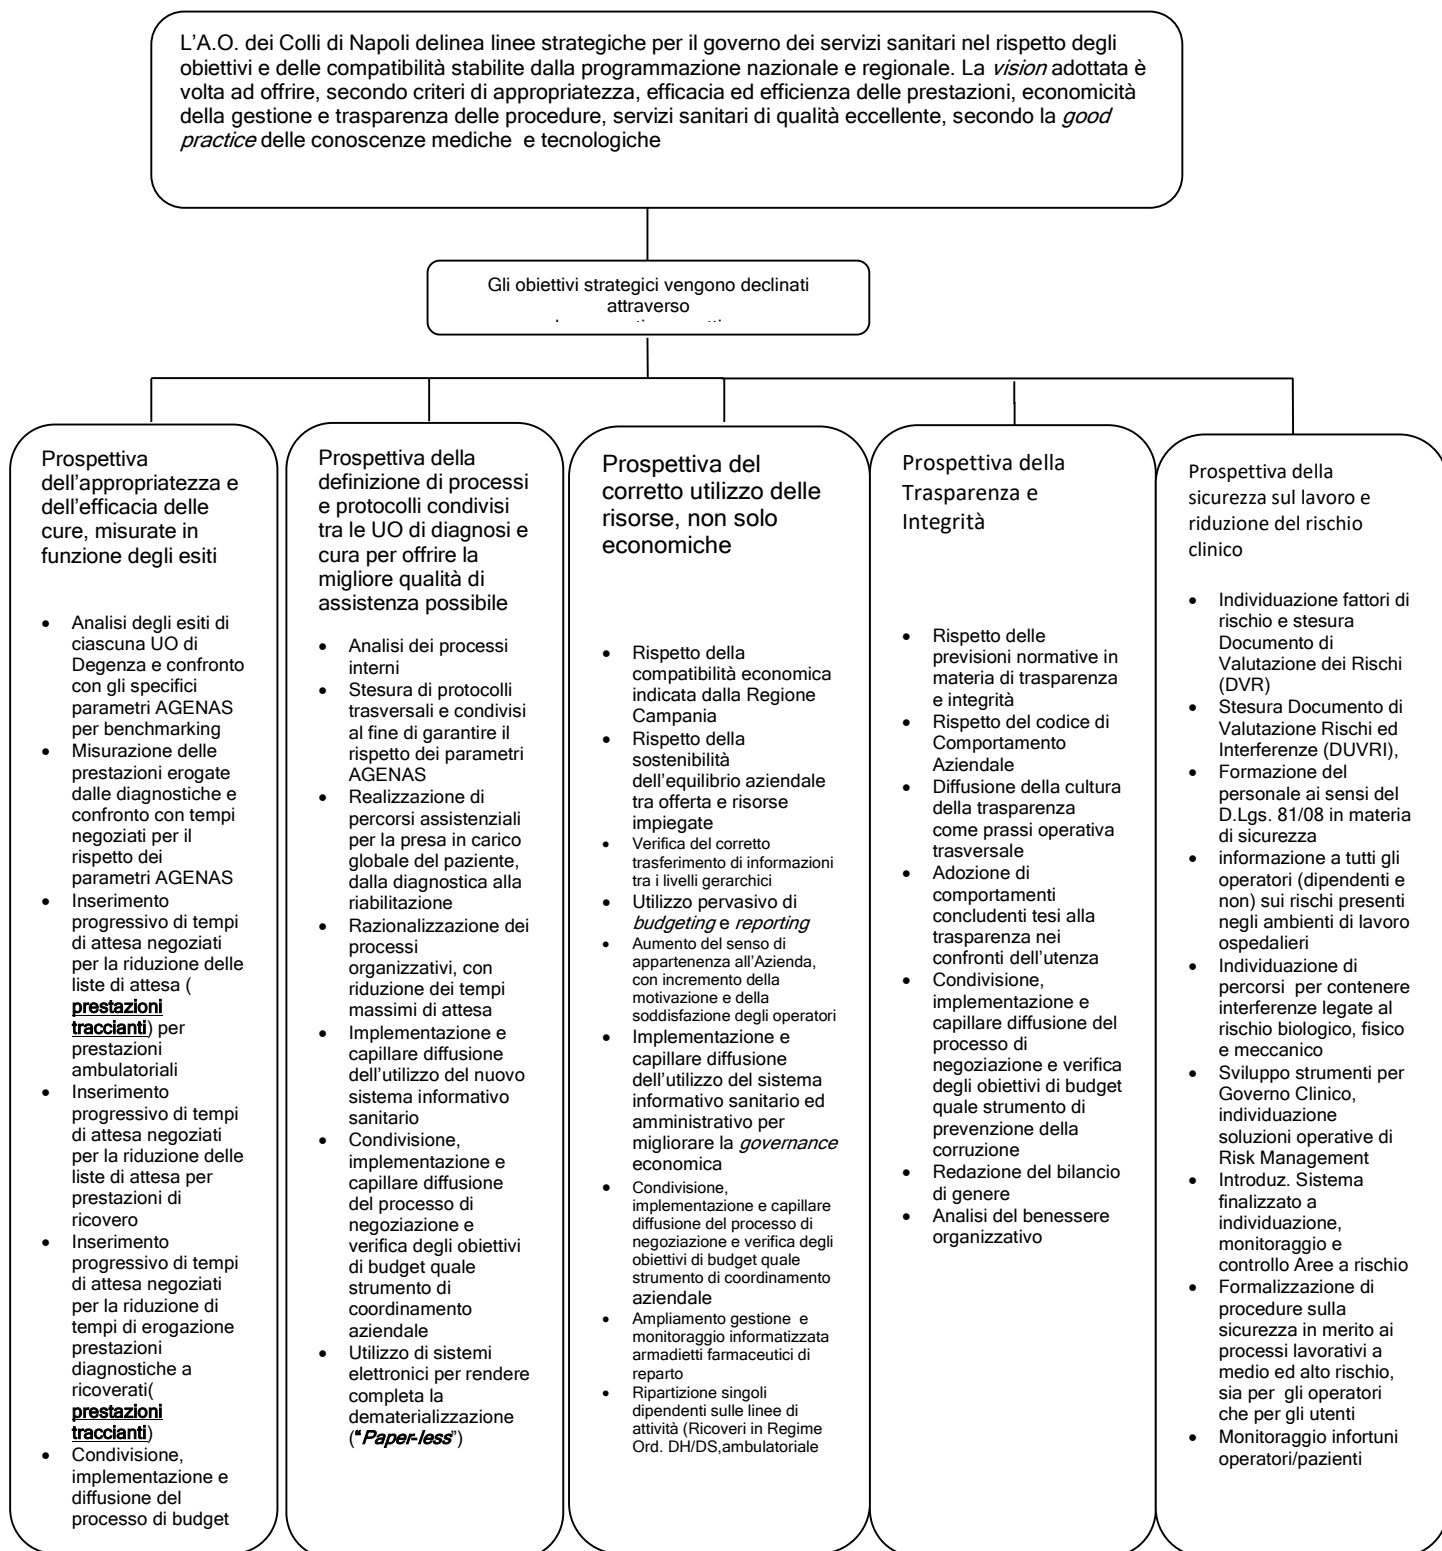 L'A.O. dei Colli di Napoli delinea linee strategiche per il governo dei servizi sanitari nel rispetto degli
obiettivi e delle compatibilità stabilite dalla programmazione nazionale e regionale. La vision adottata è
volta ad offrire, secondo criteri di appropriatezza, efficacia ed efficienza delle prestazioni, economicità
della gestione e trasparenza delle procedure, servizi sanitari di qualità eccellente, secondo la good
practice delle conoscenze mediche e tecnologiche
Gli obiettivi strategici vengono declinati
attraverso
Prospettiva
dell'appropriatezza e
dell'efficacia delle
cure, misurate in
funzione degli esiti
• Analisi degli esiti di
ciascuna UO di
Degenza e confronto
con gli specifici
parametri AGENAS
per benchmarking
• Misurazione delle
prestazioni erogate
dalle diagnostiche e
confronto con tempi
negoziati per il
rispetto dei
parametri AGENAS
• Inserimento
progressivo di tempi
di attesa negoziati
per la riduzione delle
liste di attesa (
prestazioni
traccianti) per
prestazioni
ambulatoriali
• Inserimento
progressivo di tempi
di attesa negoziati
per la riduzione delle
liste di attesa per
prestazioni di
ricovero
• Inserimento
progressivo di tempi
di attesa negoziati
per la riduzione di
tempi di erogazione
prestazioni
diagnostiche a
ricoverati(
prestazioni
traccianti)
• Condivisione,
implementazione e
diffusione del
processo di budget
Prospettiva della
definizione di processi
e protocolli condivisi
tra le UO di diagnosi e
cura per offrire la
migliore qualità di
assistenza possibile
• Analisi dei processi
interni
• Stesura di protocolli
trasversali e condivisi
al fine di garantire il
rispetto dei parametri
AGENAS
• Realizzazione di
percorsi assistenziali
per la presa in carico
globale del paziente,
dalla diagnostica alla
riabilitazione
• Razionalizzazione dei
processi
organizzativi, con
riduzione dei tempi
massimi di attesa
• Implementazione e
capillare diffusione
dell'utilizzo del nuovo
sistema informativo
sanitario
• Condivisione,
implementazione e
capillare diffusione
del processo di
negoziazione e
verifica degli obiettivi
di budget quale
strumento di
coordinamento
aziendale
• Utilizzo di sistemi
elettronici per rendere
completa la
dematerializzazione
("Paper-less")
Prospettiva del
corretto utilizzo delle
risorse, non solo
economiche
• Rispetto della
compatibilità economica
indicata dalla Regione
Campania
• Rispetto della
sostenibilità
dell'equilibrio aziendale
tra offerta e risorse
impiegate
• Verifica del corretto
trasferimento di informazioni
tra i livelli gerarchici
• Utilizzo pervasivo di
budgeting e reporting
• Aumento del senso di
appartenenza all'Azienda,
con incremento della
motivazione e della
soddisfazione degli operatori
• Implementazione e
capillare diffusione
dell'utilizzo del sistema
informativo sanitario ed
amministrativo per
migliorare la governance
economica
• Condivisione,
implementazione e capillare
diffusione del processo di
negoziazione e verifica degli
obiettivi di budget quale
strumento di coordinamento
aziendale
• Ampliamento gestione e
monitoraggio informatizzata
armadietti farmaceutici di
reparto
• Ripartizione singoli
dipendenti sulle linee di
attività (Ricoveri in Regime
Ord. DH/DS,ambulatoriale
Prospettiva della
Trasparenza e
Integrità
• Rispetto delle
previsioni normative in
materia di trasparenza
e integrità
• Rispetto del codice di
Comportamento
Aziendale
• Diffusione della cultura
della trasparenza
come prassi operativa
trasversale
• Adozione di
comportamenti
concludenti tesi alla
trasparenza nei
confronti dell'utenza
• Condivisione,
implementazione e
capillare diffusione del
processo di
negoziazione e verifica
degli obiettivi di budget
quale strumento di
prevenzione della
corruzione
• Redazione del bilancio
di genere
• Analisi del benessere
organizzativo
Prospettiva della
sicurezza sul lavoro e
riduzione del rischio
clinico
• Individuazione fattori di
rischio e stesura
Documento di
Valutazione dei Rischi
(DVR)
• Stesura Documento di
Valutazione Rischi ed
Interferenze (DUVRI),
• Formazione del
personale ai sensi del
D.Lgs. 81/08 in materia
di sicurezza
• informazione a tutti gli
operatori (dipendenti e
non) sui rischi presenti
negli ambienti di lavoro
ospedalieri
• Individuazione di
percorsi per contenere
interferenze legate al
rischio biologico, fisico
e meccanico
• Sviluppo strumenti per
Governo Clinico,
individuazione
soluzioni operative di
Risk Management
• Introduz. Sistema
finalizzato a
individuazione,
monitoraggio e
controllo Aree a rischio
• Formalizzazione di
procedure sulla
sicurezza in merito ai
processi lavorativi a
medio ed alto rischio,
sia per gli operatori
che per gli utenti
• Monitoraggio infortuni
operatori/pazienti